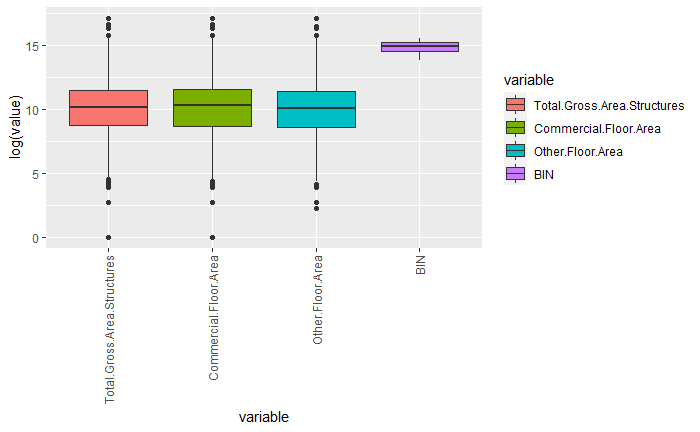 log(value)
15
10
5
0
Total.Gross.Area.Structures
Commercial.Floor.Area
Other.Floor.Area
BIN
variable
variable
Total.Gross.Area.Structures
Commercial.Floor.Area
Other.Floor.Area
BIN